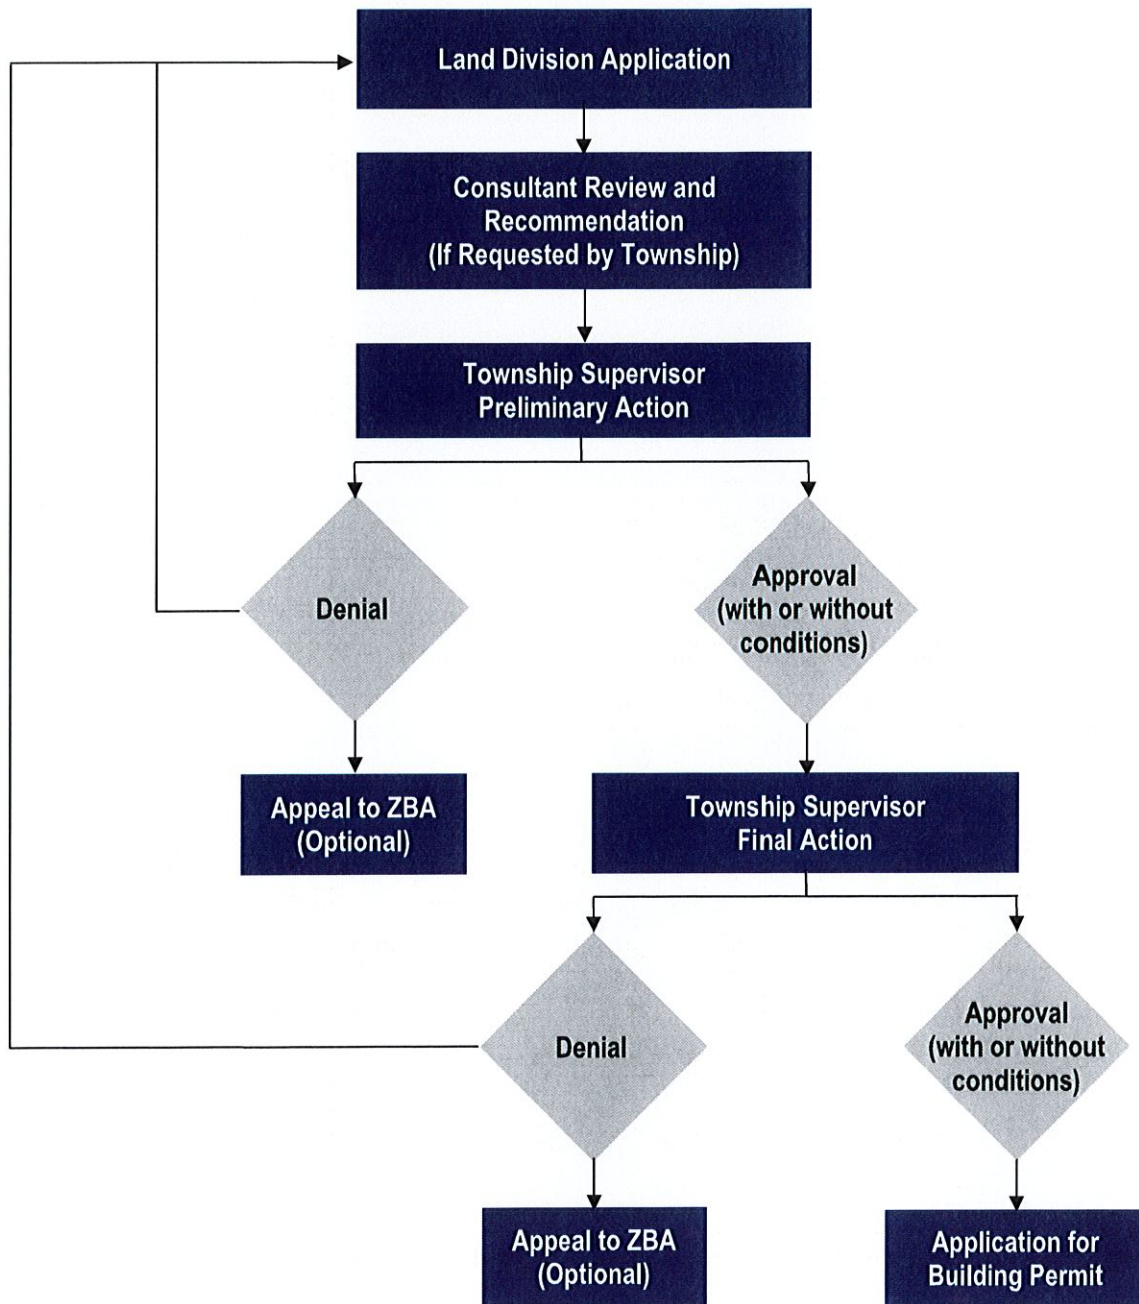 Land Division Application
Consultant Review and
Recommendation
(If Requested by Township)
Township Supervisor
Preliminary Action
Denial
Approval
(with or without
conditions)
Appeal to ZBA
(Optional)
Township Supervisor
Final Action
Denial
Approval
(with or without
conditions)
Appeal to ZBA
(Optional)
Application for
Building Permit